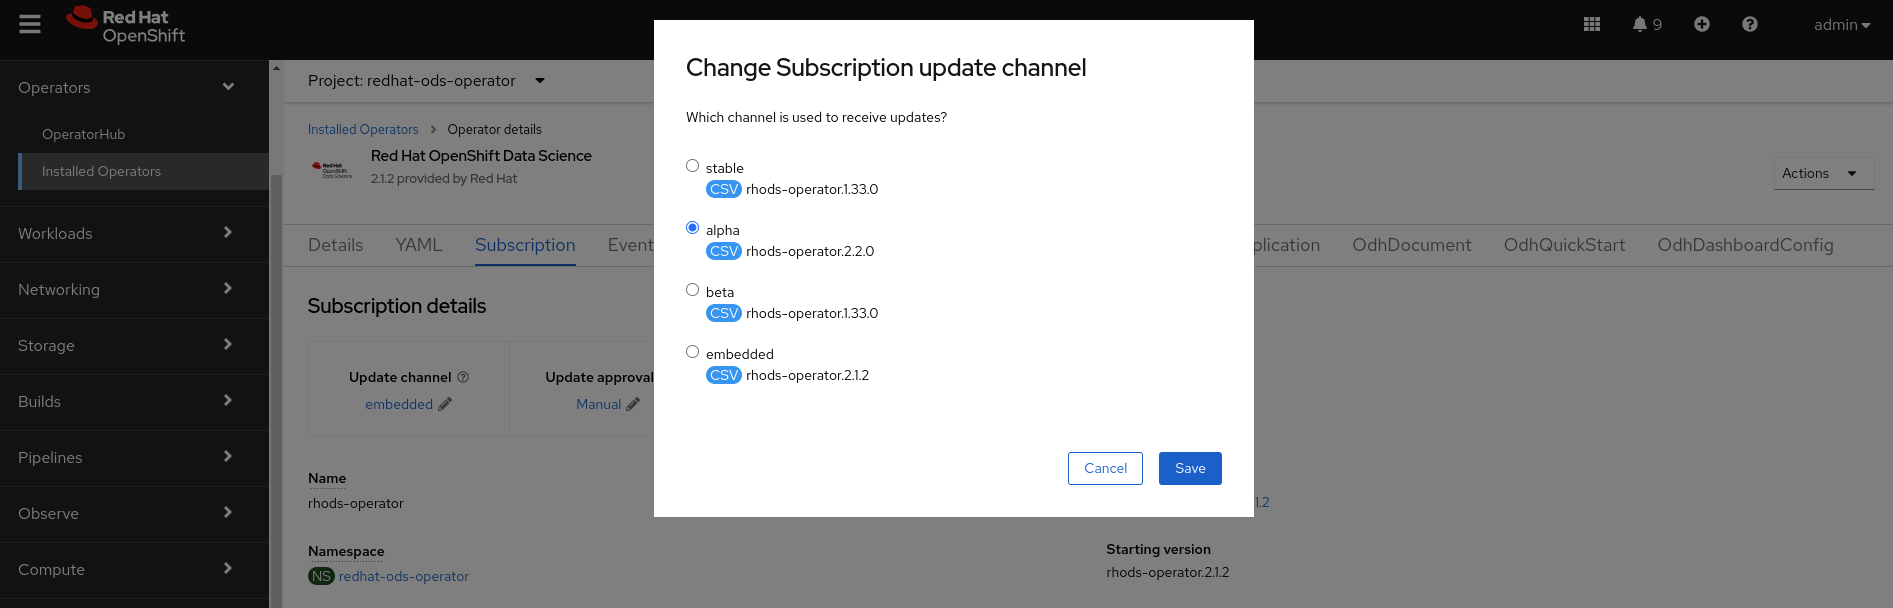 Red Hat
OpenShift
9
admin
Operators
OperatorHub
Installed Operators
Workloads
Networking
Storage
Builds
Pipelines
Observe
Compute
Project: redhat-ods-operator
Installed Operators > Operator details
Red Hat
OpenShift
Data Science
Red Hat OpenShift Data Science
2.1.2 provided by Red Hat
Actions
Details YAML Subscription Event plication OdhDocument OdhQuickStart OdhDashboardConfig
Subscription details
Update channel
embedded
Update approval
Manual
Name
rhods-operator
1.2
Namespace
NS redhat-ods-operator
Starting version
rhods-operator.2.1.2
Change Subscription update channel
Which channel is used to receive updates?
stable
CSV rhods-operator.1.33.0
alpha
CSV rhods-operator.2.2.0
beta
CSV rhods-operator.1.33.0
embedded
CSV rhods-operator.2.1.2
Cancel Save